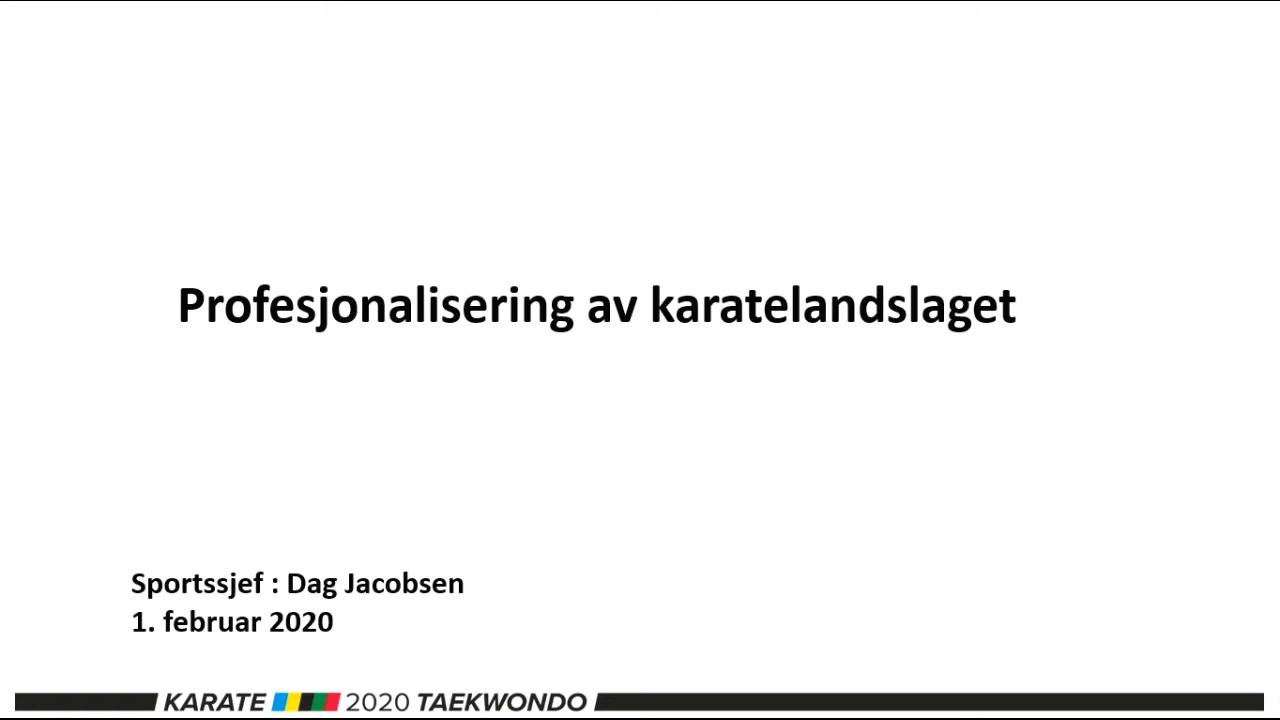 Profesjonalisering av karatelandslaget
Sportssjef : Dag Jacobsen
1. februar 2020
KARATE 2020 TAEKWONDO